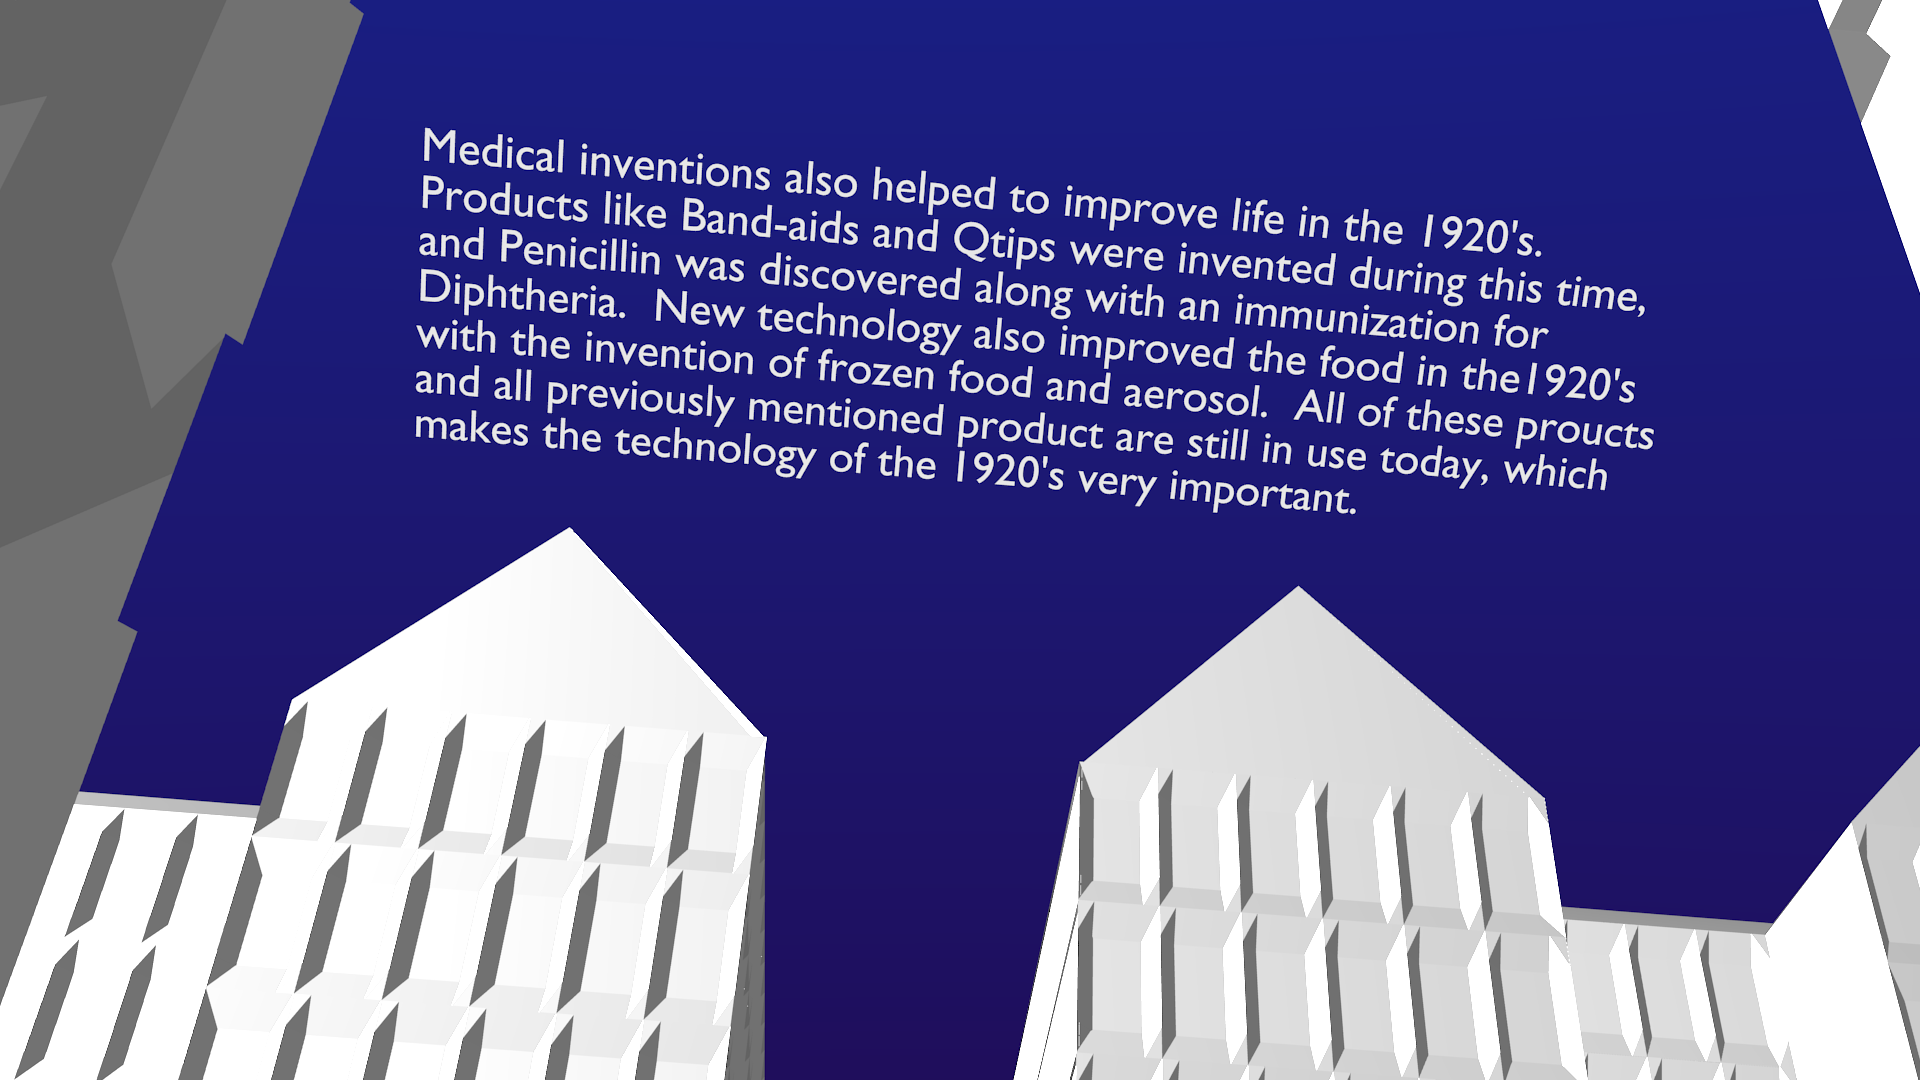 Medical inventions also helped to improve life in the 1920's.
Products like Band-aids and Qtips were invented during this time,
and Penicillin was discovered along with an immunization for
Diphtheria.  New technology also improved the food in the1920's
with the invention of frozen food and aerosol.  All of these proucts
and all previously mentioned product are still in use today, which
makes the technology of the 1920's very important.